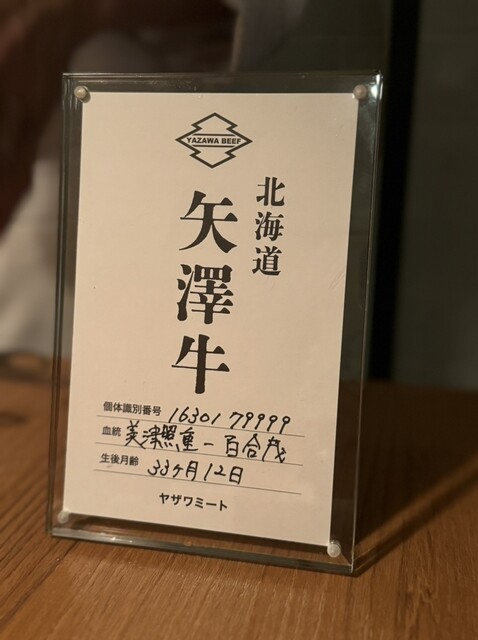 YAZAWA BEEF
北海道
矢澤牛
個体識別番号 16301 79999
血統 美津照重－百合茂
生後月齢 33ヶ月12日
ヤザワミート